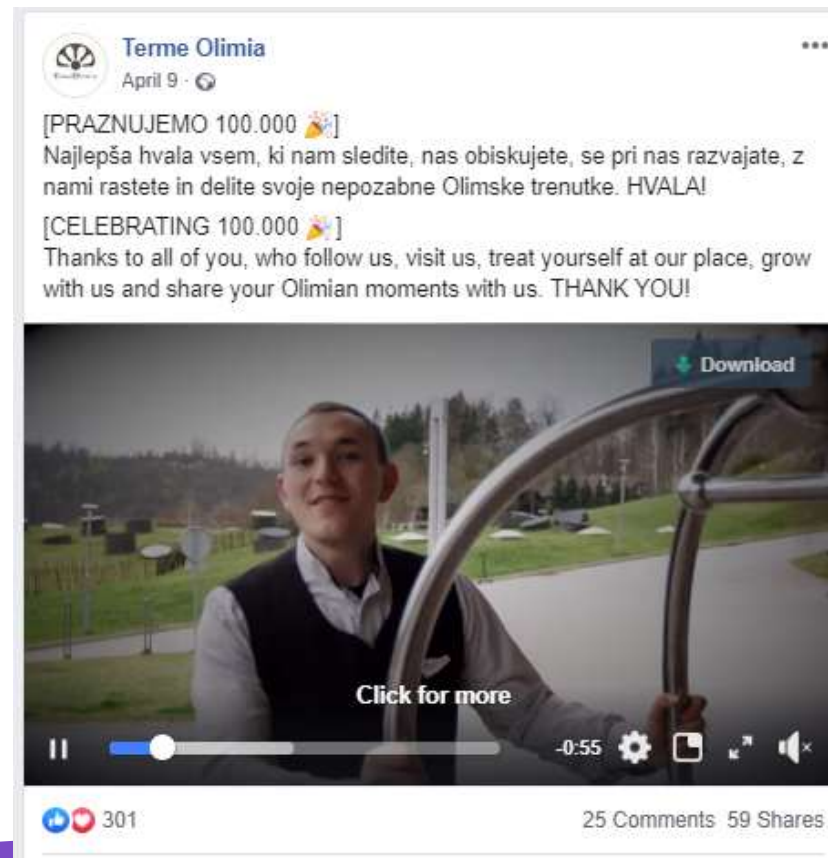 Terme Olimia
April 9
[PRAZNUJEMO 100.000 🎉]
Najlepša hvala vsem, ki nam sledite, nas obiskujete, se pri nas razvajate, z
nami rastete in delite svoje nepozabne Olimske trenutke. HVALA!
[CELEBRATING 100.000 🎉]
Thanks to all of you, who follow us, visit us, treat yourself at our place, grow
with us and share your Olimian moments with us. THANK YOU!
Download
Click for more
-0:55
301
25 Comments 59 Shares